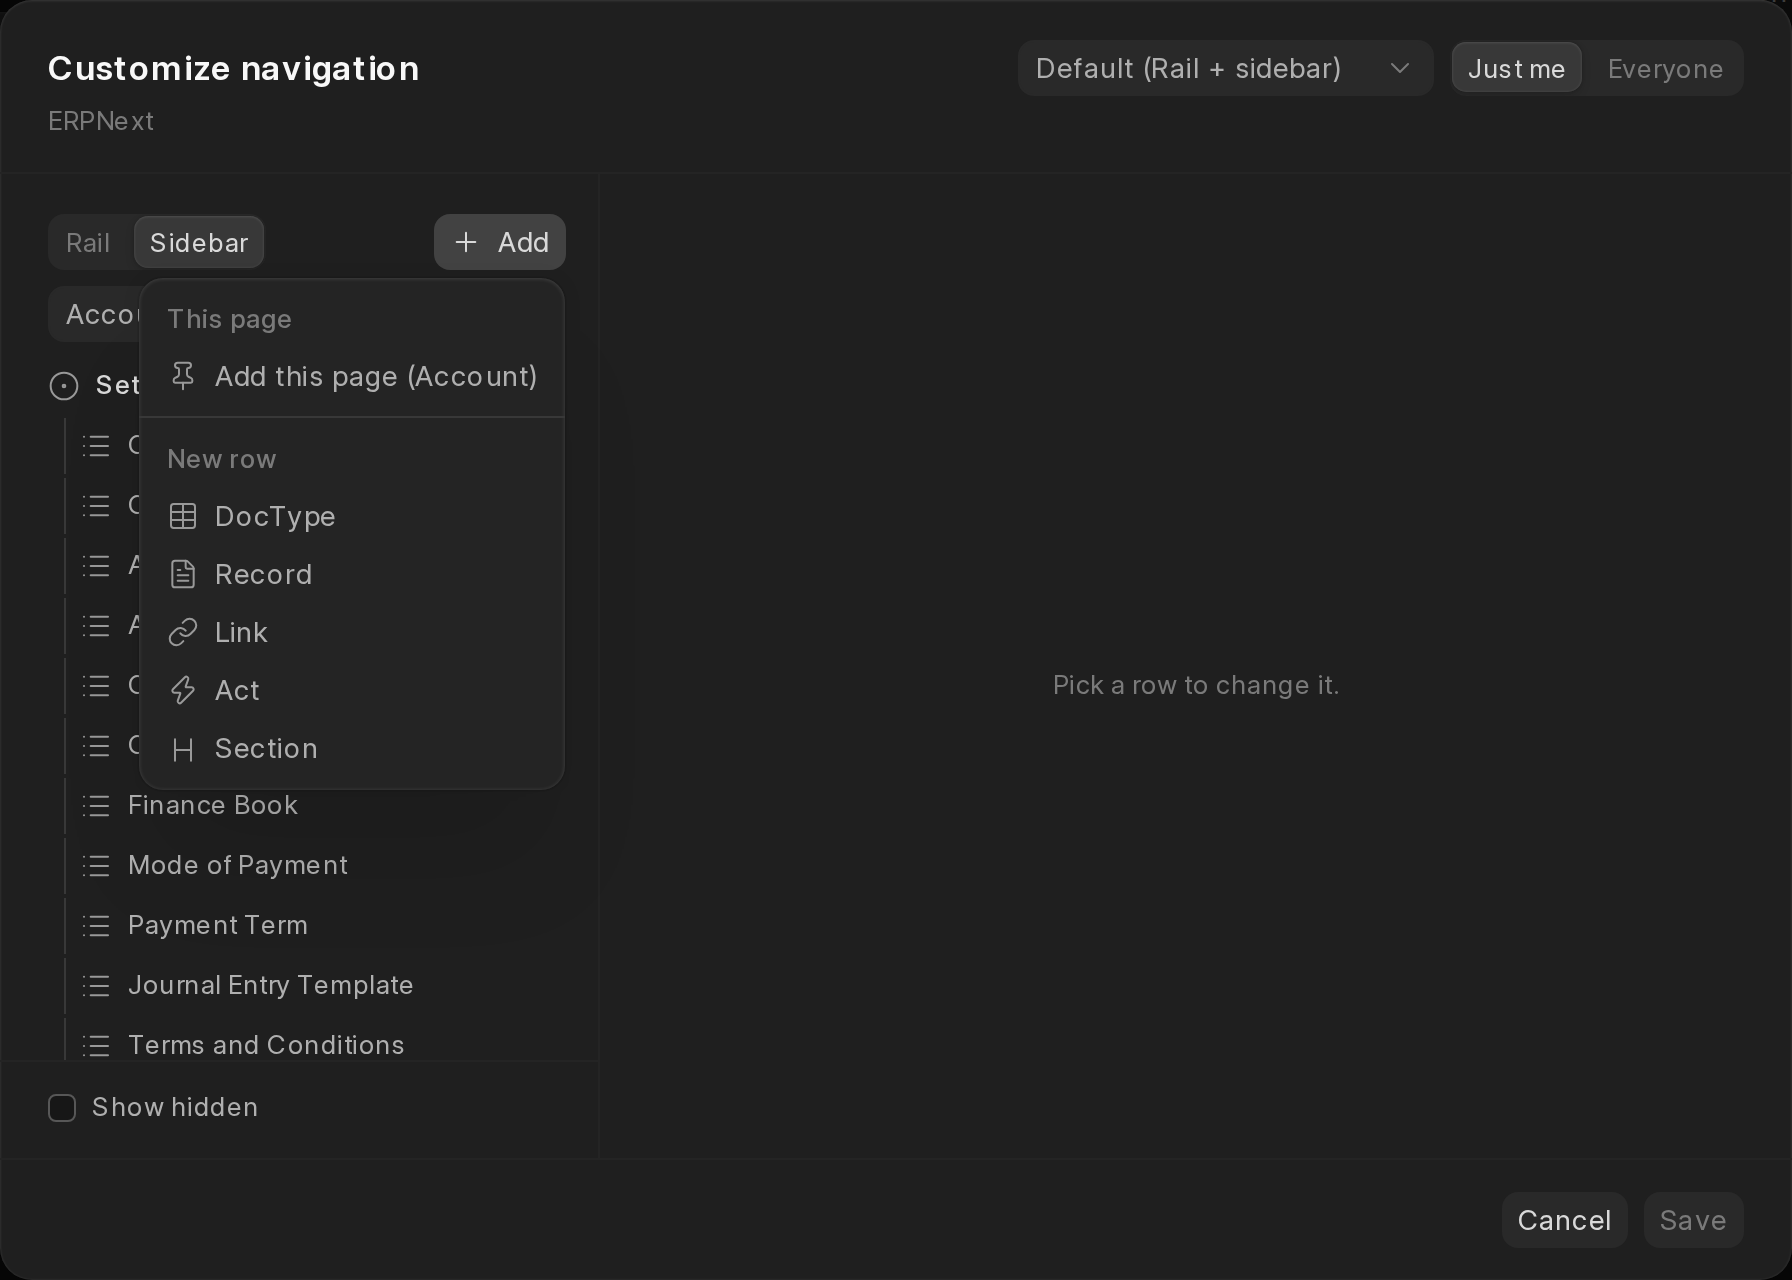 Customize navigation
ERPNext
Default (Rail + sidebar)
Just me
Everyone
Rail
Sidebar
Add
This page
Add this page (Account)
New row
DocType
Record
Link
Act
Section
Finance Book
Mode of Payment
Payment Term
Journal Entry Template
Terms and Conditions
Show hidden
Pick a row to change it.
Cancel
Save